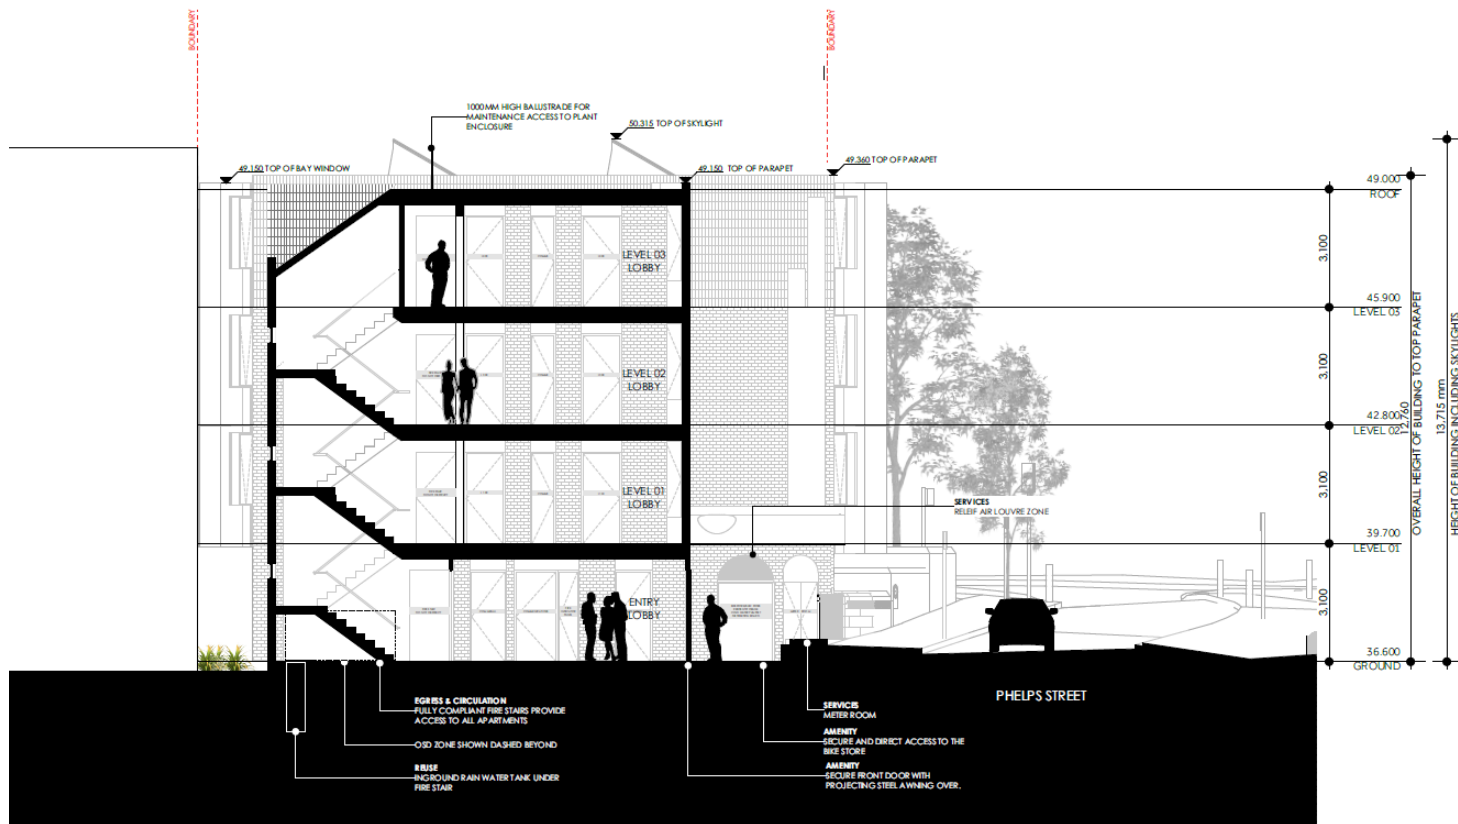 BOUNDARY
BOUNDARY
1000MM HIGH BALUSTRADE FOR
MAINTENANCE ACCESS TO PLANT
ENCLOSURE
50.315 TOP OF SKYLIGHT
49.150 TOP OF BAY WINDOW
49.150 TOP OF PARAPET
49.360 TOP OF PARAPET
49.000
ROOF
3,100
LEVEL 03
LOBBY
45.900
LEVEL 03
3,100
LEVEL 02
LOBBY
42.800
LEVEL 02
3,100
LEVEL 01
LOBBY
SERVICES
RELEIF AIR LOUVRE ZONE
39.700
LEVEL 01
3,100
ENTRY
LOBBY
36.600
GROUND
12,760
OVERALL HEIGHT OF BUILDING TO TOP PARAPET
13,715 mm
HEIGHT OF BUILDING INCLUDING SKYLIGHTS
PHELPS STREET
EGRESS & CIRCULATION
FULLY COMPLIANT FIRE STAIRS PROVIDE
ACCESS TO ALL APARTMENTS
OSD ZONE SHOWN DASHED BEYOND
REUSE
INGROUND RAIN WATER TANK UNDER
FIRE STAIR
SERVICES
METER ROOM
AMENITY
SECURE AND DIRECT ACCESS TO THE
BIKE STORE
AMENITY
SECURE FRONT DOOR WITH
PROJECTING STEEL AWNING OVER.